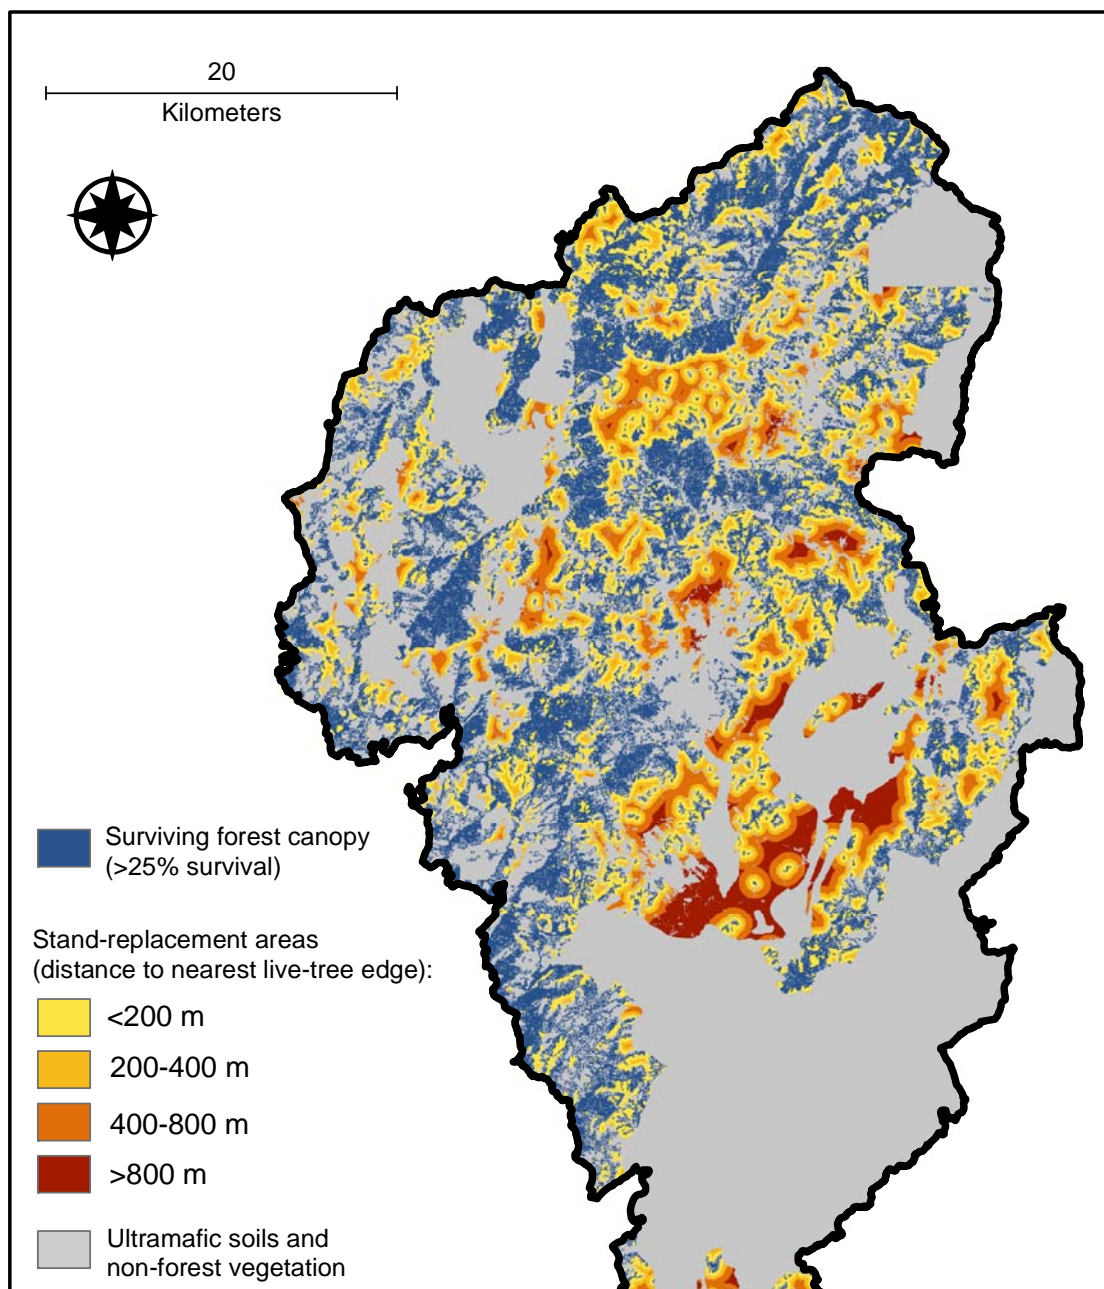 20
Kilometers
Surviving forest canopy
(>25% survival)
Stand-replacement areas
(distance to nearest live-tree edge):
<200 m
200-400 m
400-800 m
>800 m
Ultramafic soils and
non-forest vegetation